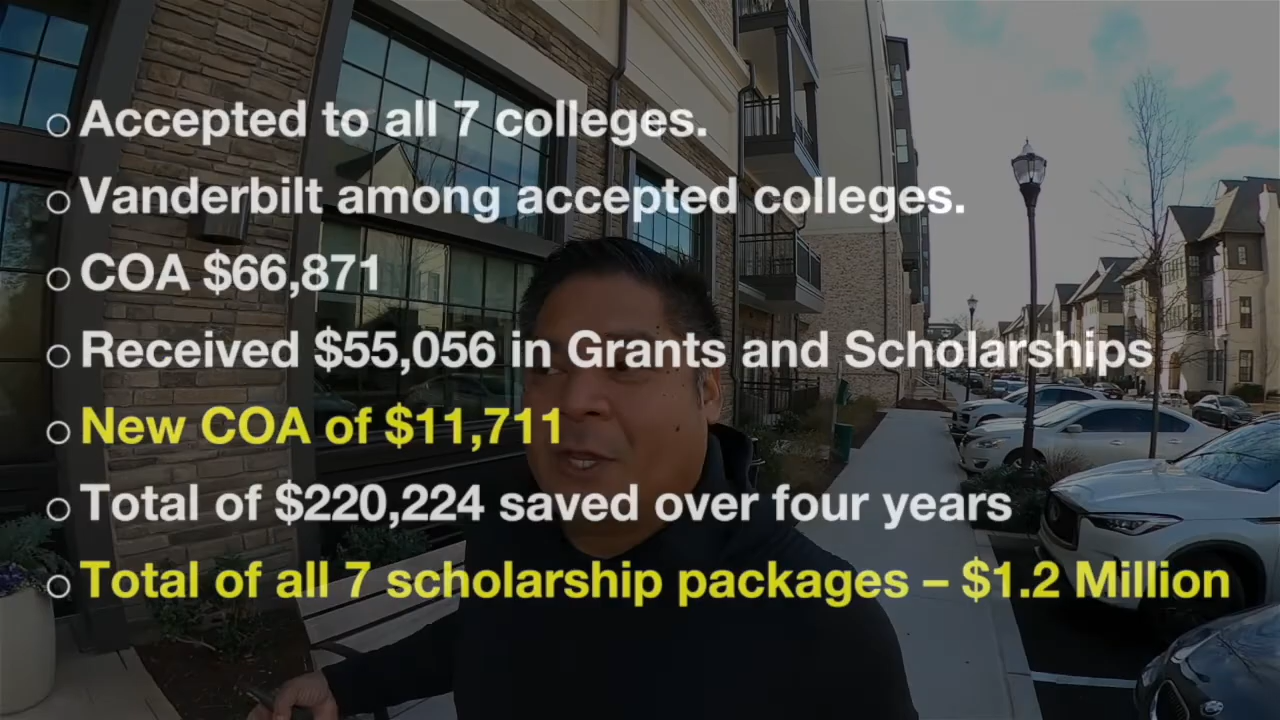 Accepted to all 7 colleges.
Vanderbilt among accepted colleges.
COA $66,871
Received $55,056 in Grants and Scholarships
New COA of $11,711
Total of $220,224 saved over four years
Total of all 7 scholarship packages – $1.2 Million